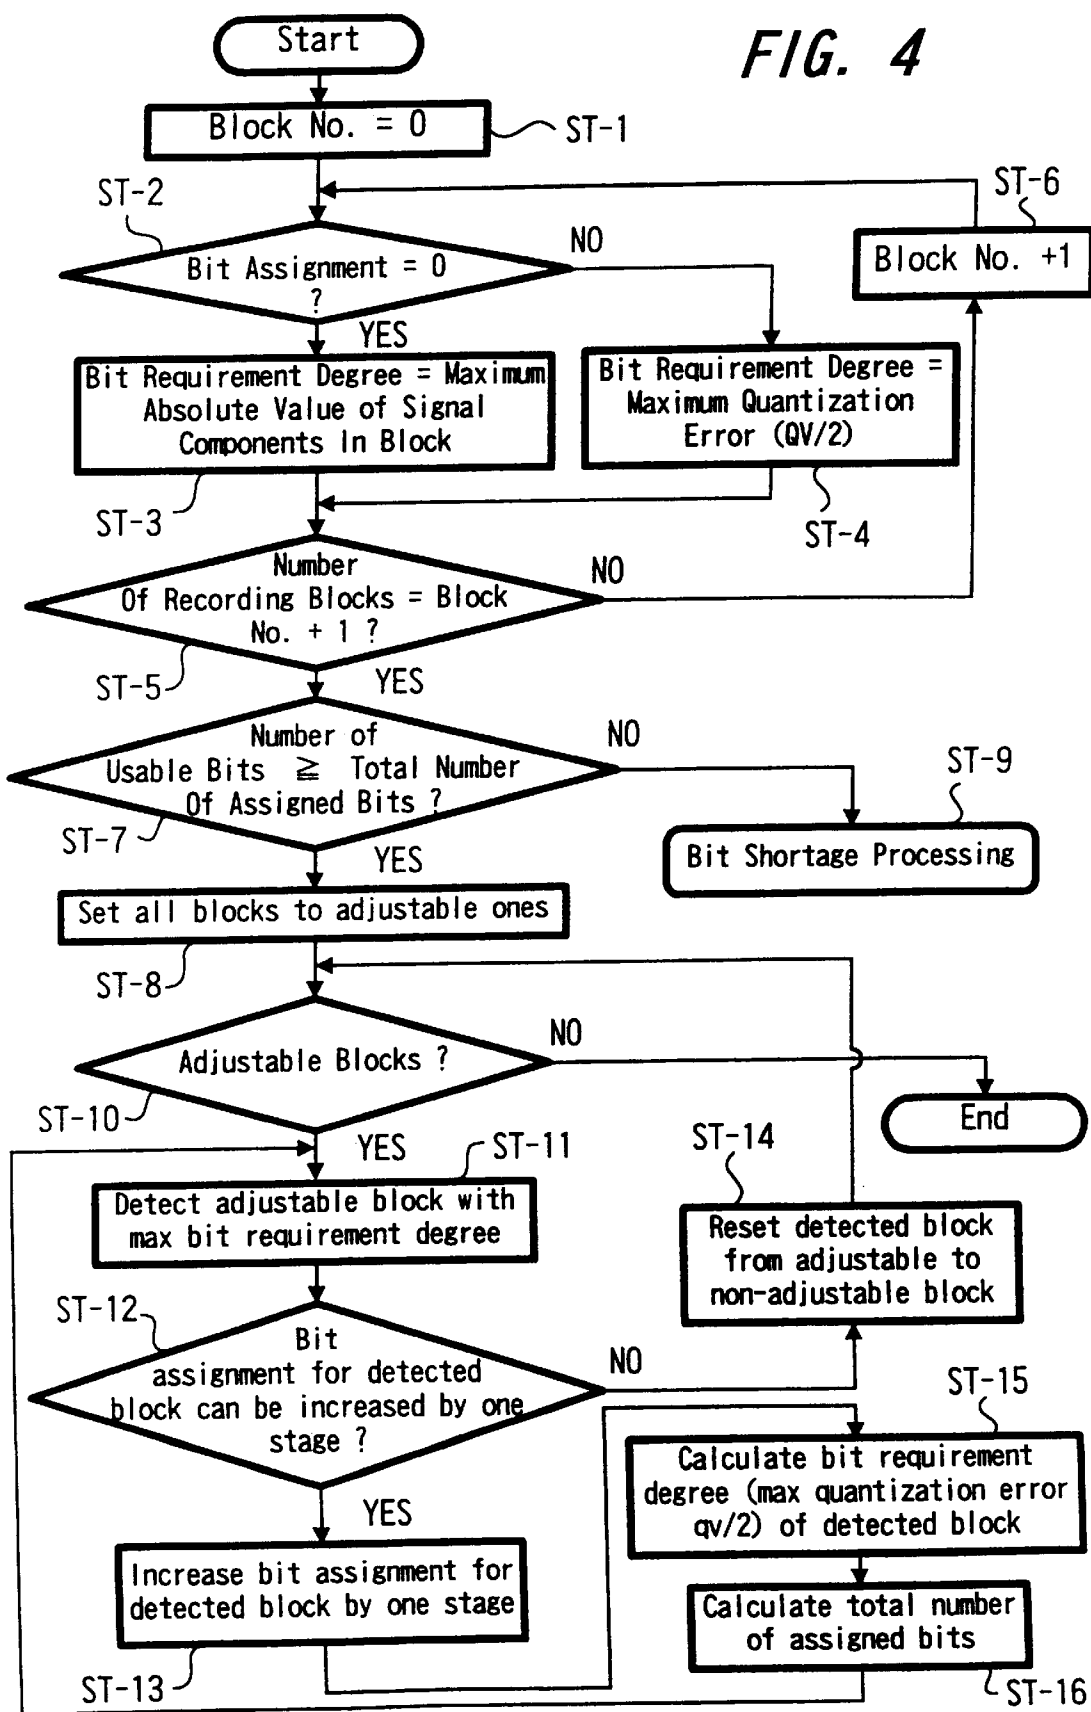 FIG. 4
Start
Block No. = 0
ST-1
ST-2
Bit Assignment = 0
?
NO
YES
ST-6
Block No. +1
Bit Requirement Degree = Maximum
Absolute Value of Signal
Components In Block
ST-3
Bit Requirement Degree =
Maximum Quantization
Error (QV/2)
ST-4
Number
Of Recording Blocks = Block
No. + 1 ?
NO
ST-5
YES
Number of
Usable Bits ≧ Total Number
Of Assigned Bits ?
NO
ST-7
YES
ST-9
Bit Shortage Processing
Set all blocks to adjustable ones
ST-8
Adjustable Blocks ?
NO
ST-10
YES
End
ST-11
Detect adjustable block with
max bit requirement degree
ST-14
Reset detected block
from adjustable to
non-adjustable block
ST-12
Bit
assignment for detected
block can be increased by one
stage ?
NO
YES
ST-15
Calculate bit requirement
degree (max quantization error
qv/2) of detected block
Increase bit assignment for
detected block by one stage
ST-13
Calculate total number
of assigned bits
ST-16